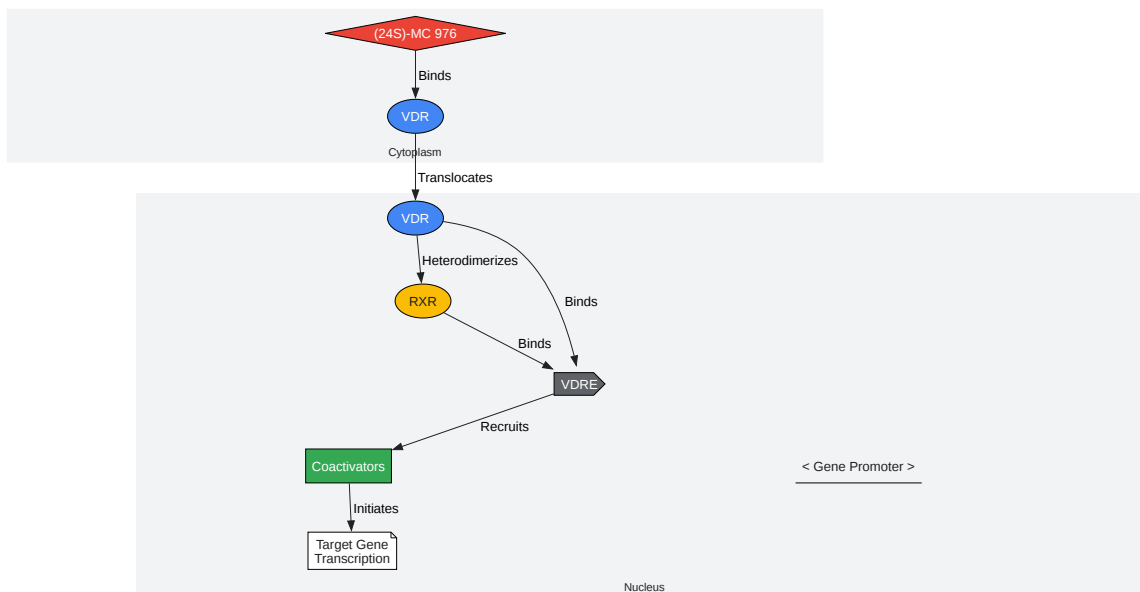 (24S)-MC 976
Binds
VDR
Cytoplasm
Translocates
VDR
Heterodimerizes
RXR
Binds
Binds
VDRE
Recruits
Coactivators
< Gene Promoter >
Initiates
Target Gene
Transcription
Nucleus